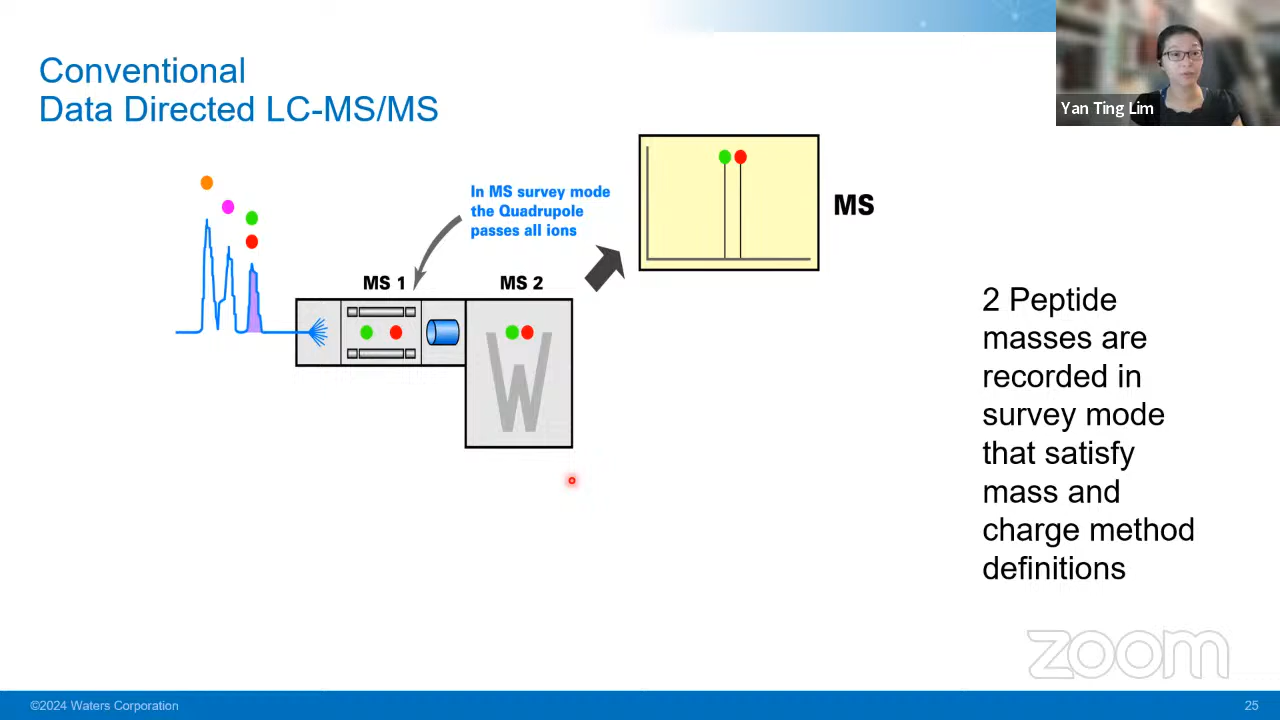 Conventional
Data Directed LC-MS/MS
Yan Ting Lim
In MS survey mode
the Quadrupole
passes all ions
MS
MS 1
MS 2
W
2 Peptide
masses are
recorded in
survey mode
that satisfy
mass and
charge method
definitions
zoom
©2024 Waters Corporation
25